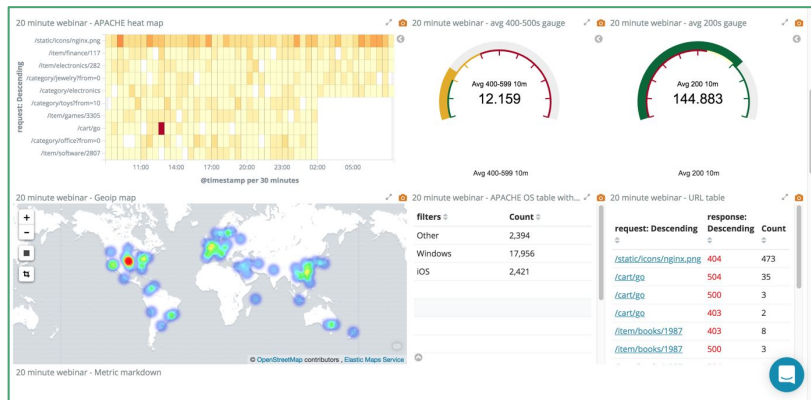 20 minute webinar - APACHE heat map
20 minute webinar - avg 400-500s gauge
20 minute webinar - avg 200s gauge
request: Descending
/static/icons/nginx.png
/item/finance/117
/item/electronics/282
/category/jewelry?from=0
/category/electronics
/category/toys?from=10
/item/games/3305
/cart/go
/category/office?from=0
/item/software/2807
11:00 14:00 17:00 20:00 23:00 02:00 05:00
@timestamp per 30 minutes
Avg 400-599 10m
12.159
Avg 400-599 10m
Avg 200 10m
144.883
Avg 200 10m
20 minute webinar - Geoip map
+
-
© OpenStreetMap contributors , Elastic Maps Service
20 minute webinar - APACHE OS table with...
filters Count
Other 2,394
Windows 17,956
iOS 2,421
20 minute webinar - URL table
request: Descending response: Descending Count
/static/icons/nginx.png 404 473
/cart/go 504 35
/cart/go 500 3
/cart/go 403 2
/item/books/1987 403 8
/item/books/1987 500 3
20 minute webinar - Metric markdown